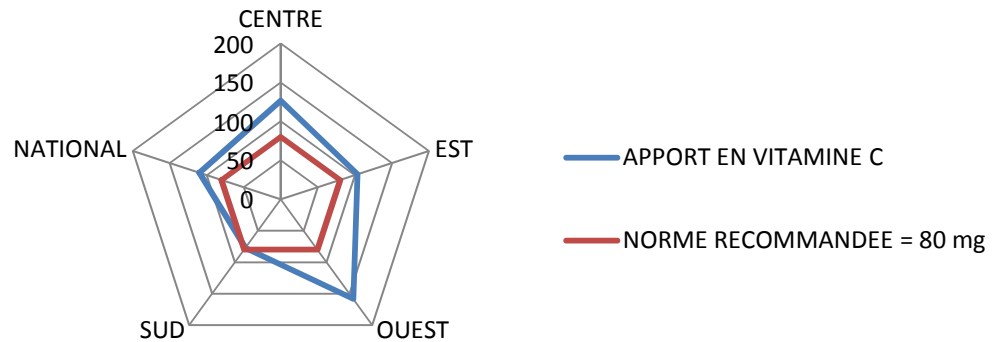 CENTRE
200
150
100
50
0
NATIONAL
EST
SUD
OUEST
APPORT EN VITAMINE C
NORME RECOMMANDEE = 80 mg